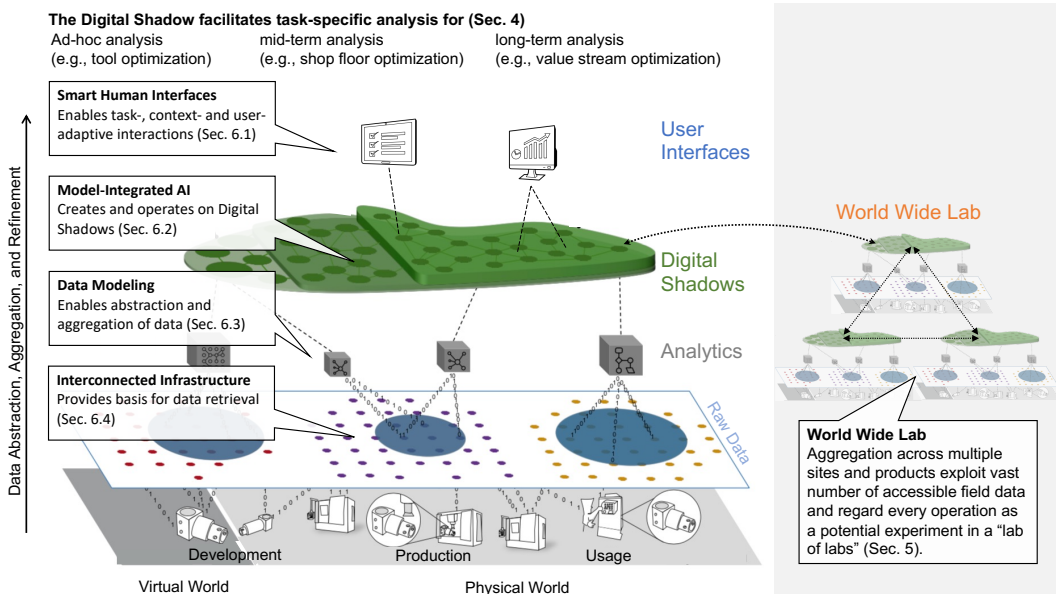 The Digital Shadow facilitates task-specific analysis for (Sec. 4)
Ad-hoc analysis
(e.g., tool optimization)
mid-term analysis
(e.g., shop floor optimization)
long-term analysis
(e.g., value stream optimization)
Data Abstraction, Aggregation, and Refinement
Smart Human Interfaces
Enables task-, context- and user-
adaptive interactions (Sec. 6.1)
User
Interfaces
Model-Integrated AI
Creates and operates on Digital
Shadows (Sec. 6.2)
Digital
Shadows
Data Modeling
Enables abstraction and
aggregation of data (Sec. 6.3)
Analytics
Interconnected Infrastructure
Provides basis for data retrieval
(Sec. 6.4)
Raw Data
Development
Production
Usage
Virtual World
Physical World
World Wide Lab
World Wide Lab
Aggregation across multiple
sites and products exploit vast
number of accessible field data
and regard every operation as
a potential experiment in a “lab
of labs” (Sec. 5).